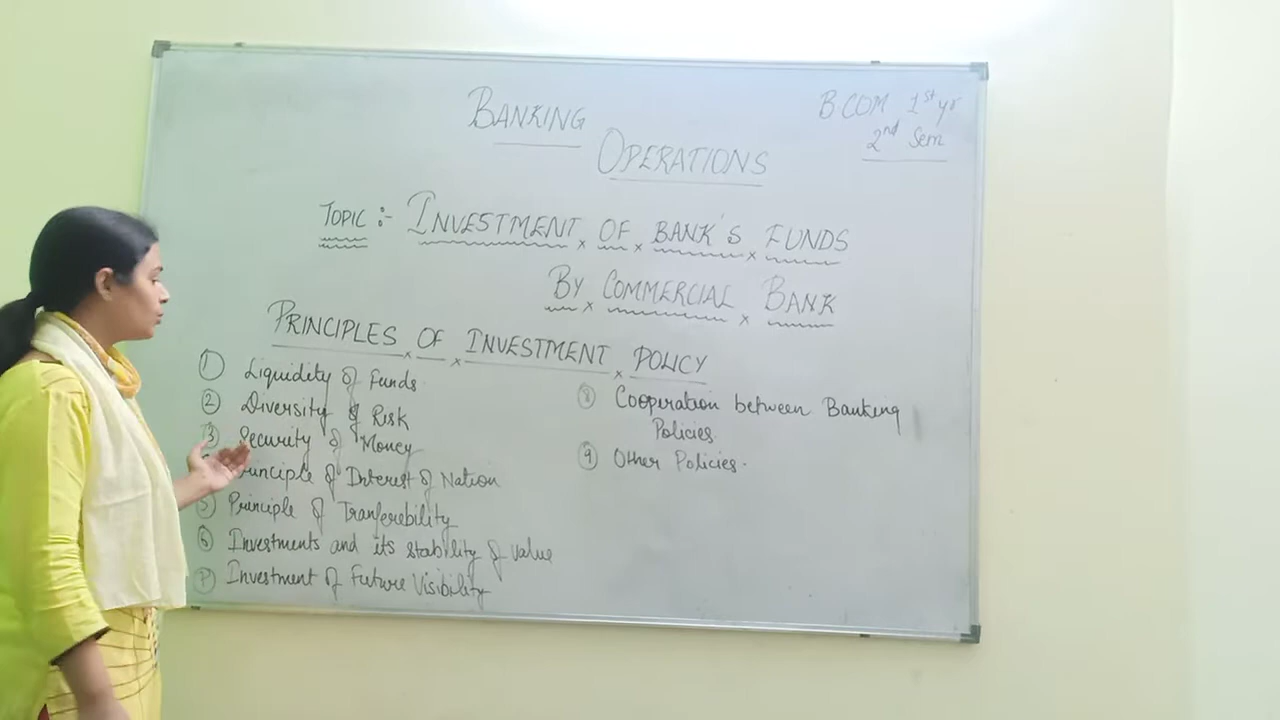 BANKING
OPERATIONS
B COM 1st yr
2nd Sem
TOPIC :- INVESTMENT OF BANK'S FUNDS
BY COMMERCIAL BANK
PRINCIPLES OF INVESTMENT POLICY
1 Liquidity of Funds
2 Diversity of Risk
3 Security of Money
Principle of Interest of Nation
5 Principle of Tranferebility
6 Investments and its stability of value
7 Investment of Future Visibility
8 Cooperation between Banking
Policies.
9 Other Policies.